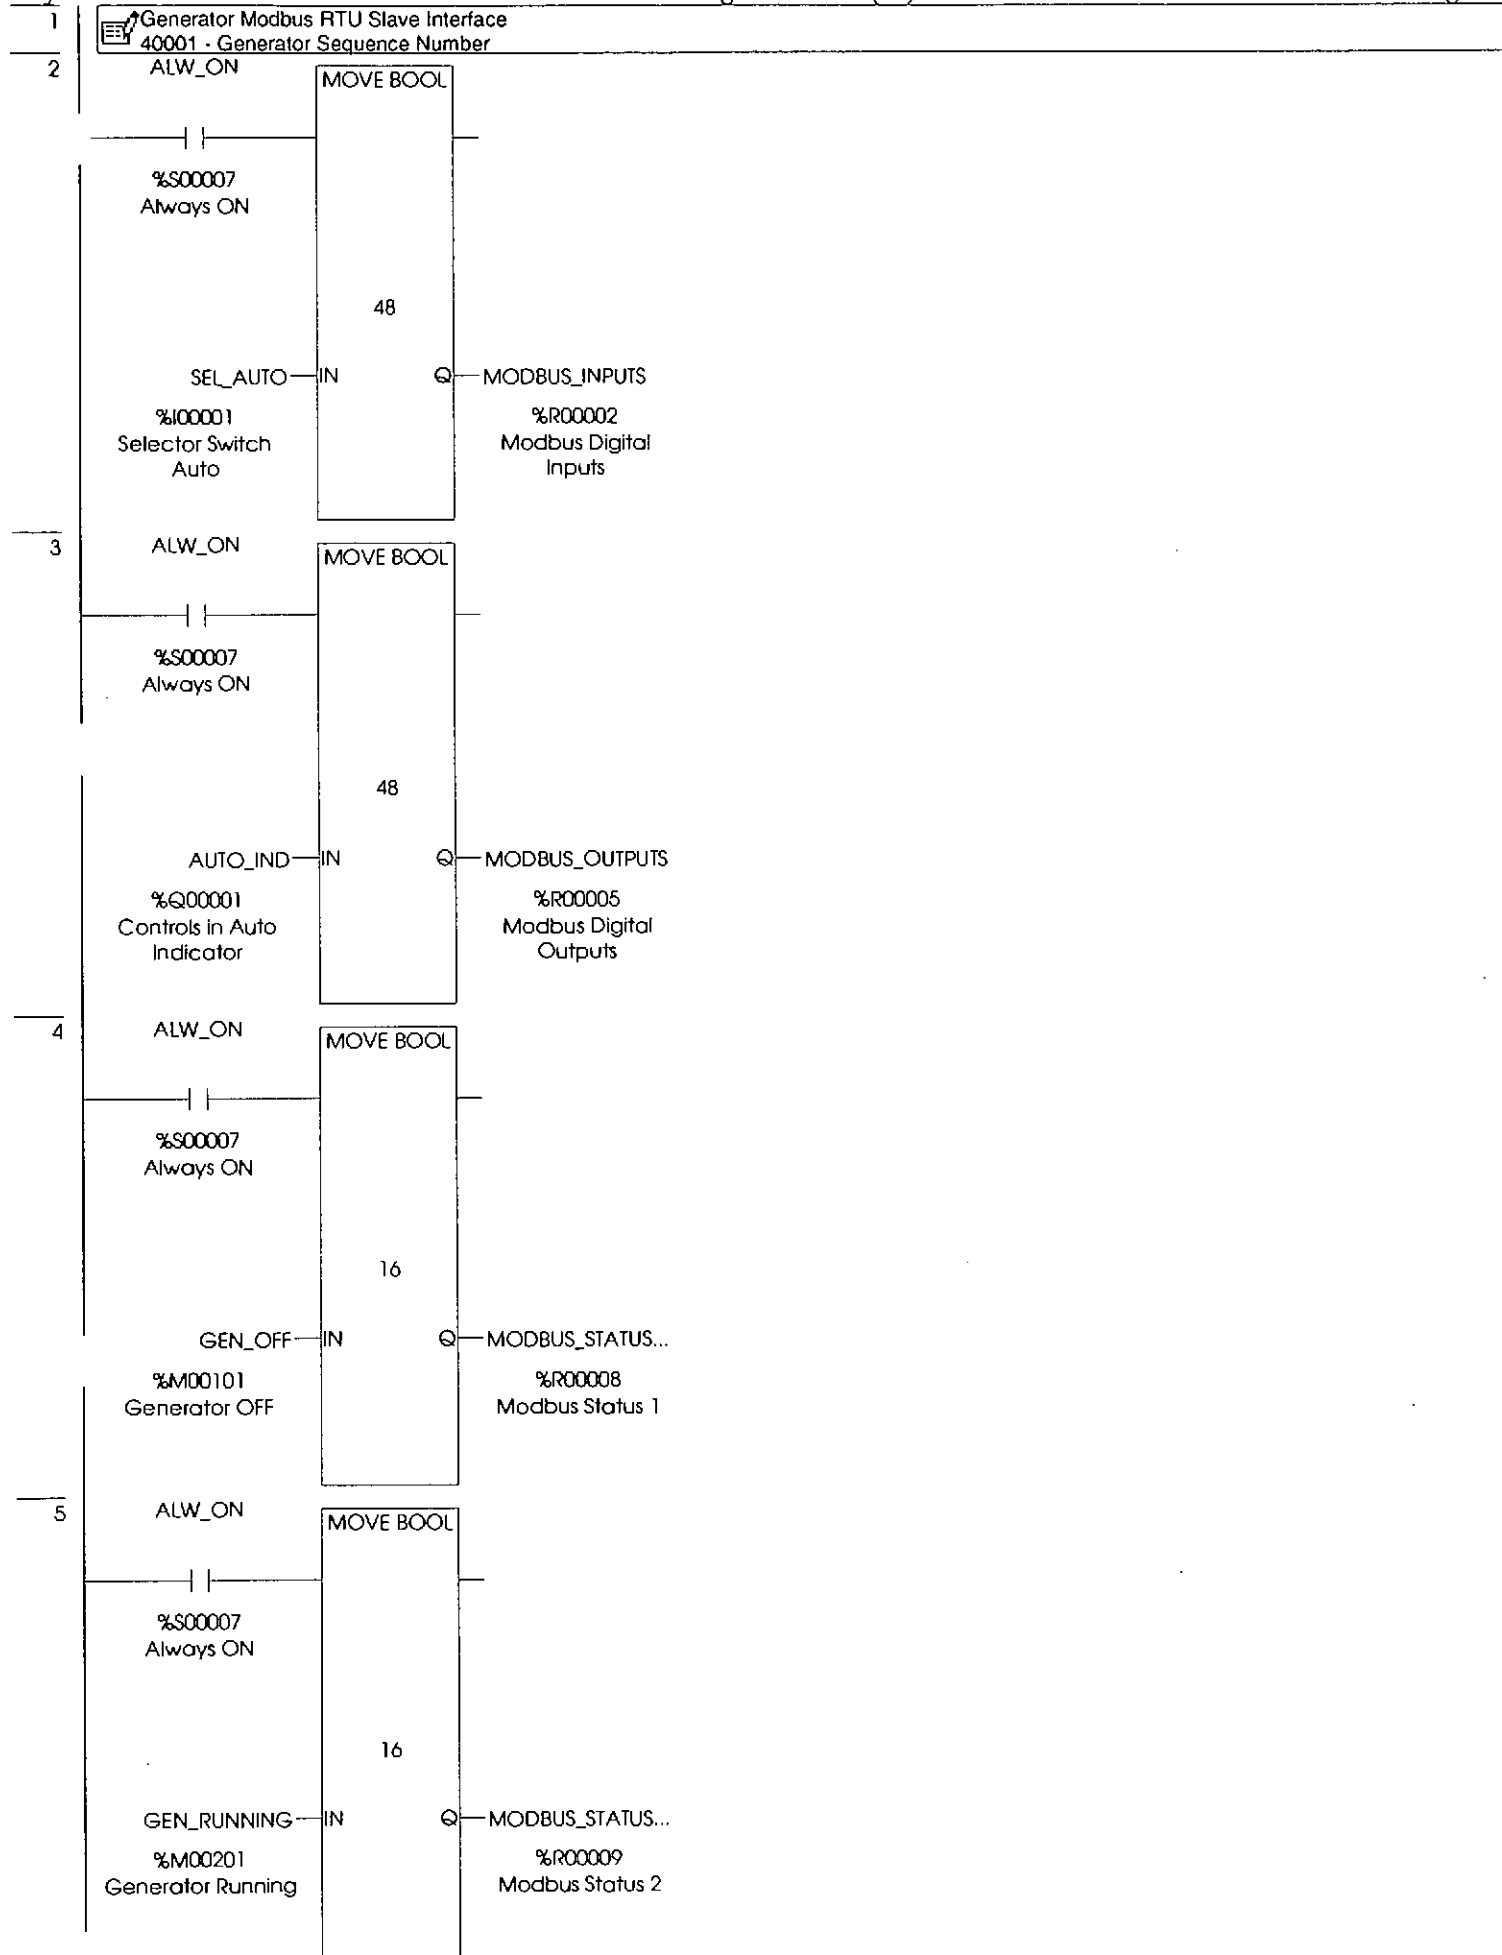 1
Generator Modbus RTU Slave Interface
40001 - Generator Sequence Number
2
ALW_ON
MOVE BOOL
%S00007
Always ON
48
SEL_AUTO
IN
Q
MODBUS_INPUTS
%I00001
Selector Switch
Auto
%R00002
Modbus Digital
Inputs
3
ALW_ON
MOVE BOOL
%S00007
Always ON
48
AUTO_IND
IN
Q
MODBUS_OUTPUTS
%Q00001
Controls in Auto
Indicator
%R00005
Modbus Digital
Outputs
4
ALW_ON
MOVE BOOL
%S00007
Always ON
16
GEN_OFF
IN
Q
MODBUS_STATUS...
%M00101
Generator OFF
%R00008
Modbus Status 1
5
ALW_ON
MOVE BOOL
%S00007
Always ON
16
GEN_RUNNING
IN
Q
MODBUS_STATUS...
%M00201
Generator Running
%R00009
Modbus Status 2